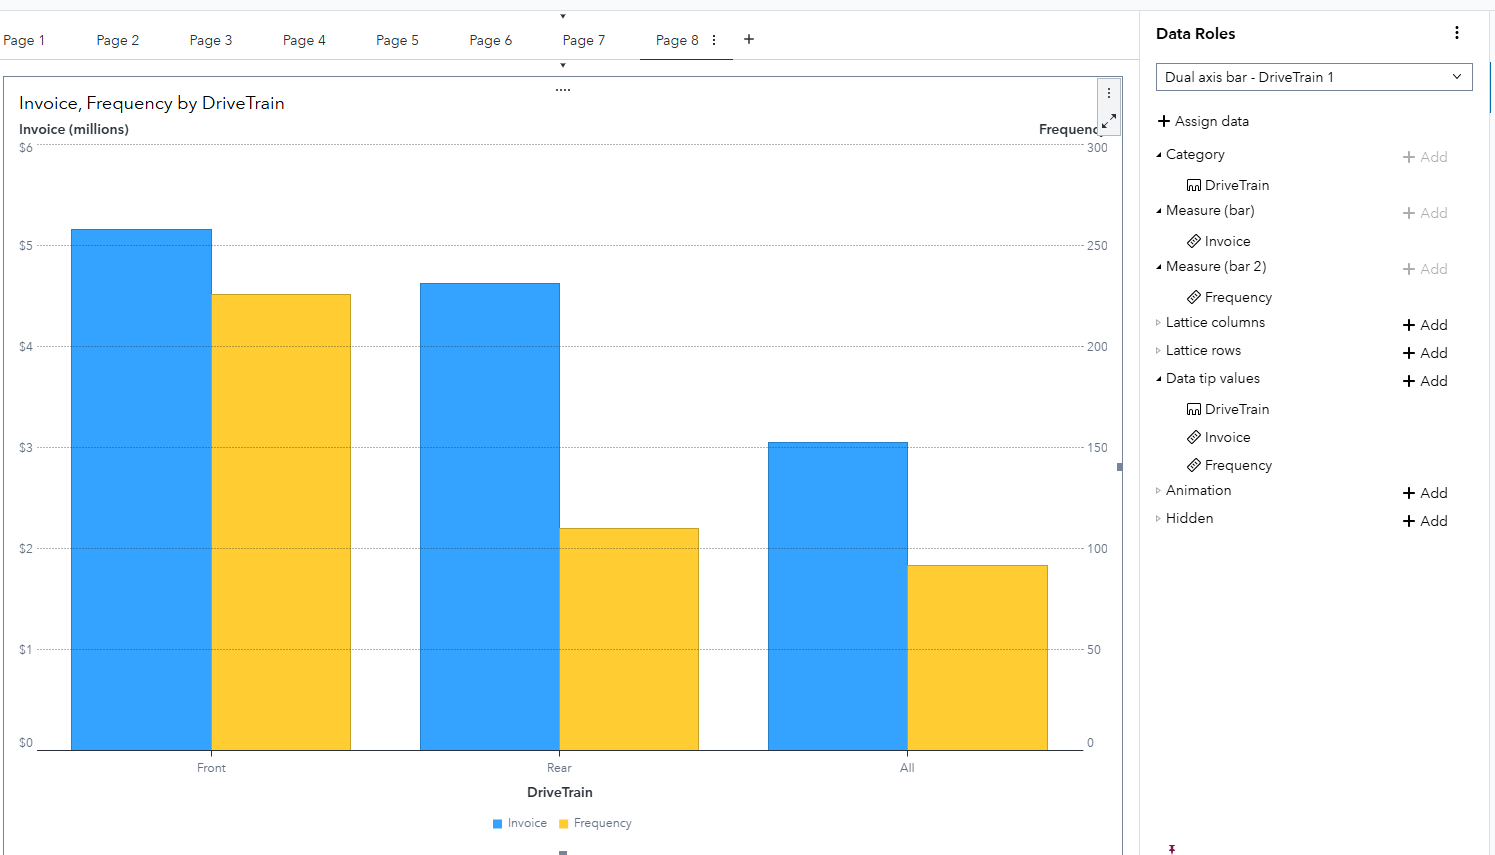 Page 1 Page 2 Page 3 Page 4 Page 5 Page 6 Page 7 Page 8
Invoice, Frequency by DriveTrain
Invoice (millions)
$6 300
$5 250
$4 200
$3 150
$2 100
$1 50
$0 0
Front Rear All
DriveTrain
Invoice Frequency
Data Roles
Dual axis bar - DriveTrain 1
+ Assign data
Category + Add
DriveTrain
Measure (bar) + Add
Invoice
Measure (bar 2) + Add
Frequency
Lattice columns + Add
Lattice rows + Add
Data tip values + Add
DriveTrain
Invoice
Frequency
Animation + Add
Hidden + Add